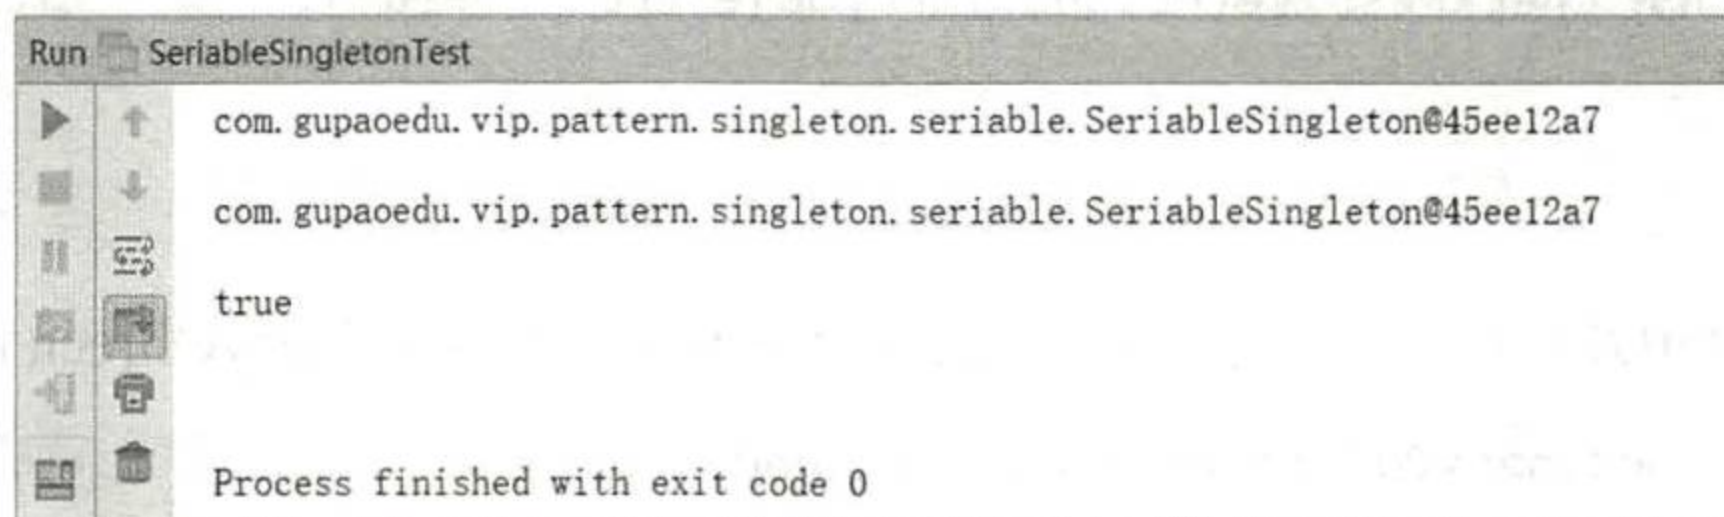 Run SeriableSingletonTest
com.gupaoedu.vip.pattern.singleton.seriable.SeriableSingleton@45ee12a7
com.gupaoedu.vip.pattern.singleton.seriable.SeriableSingleton@45ee12a7
true
Process finished with exit code 0